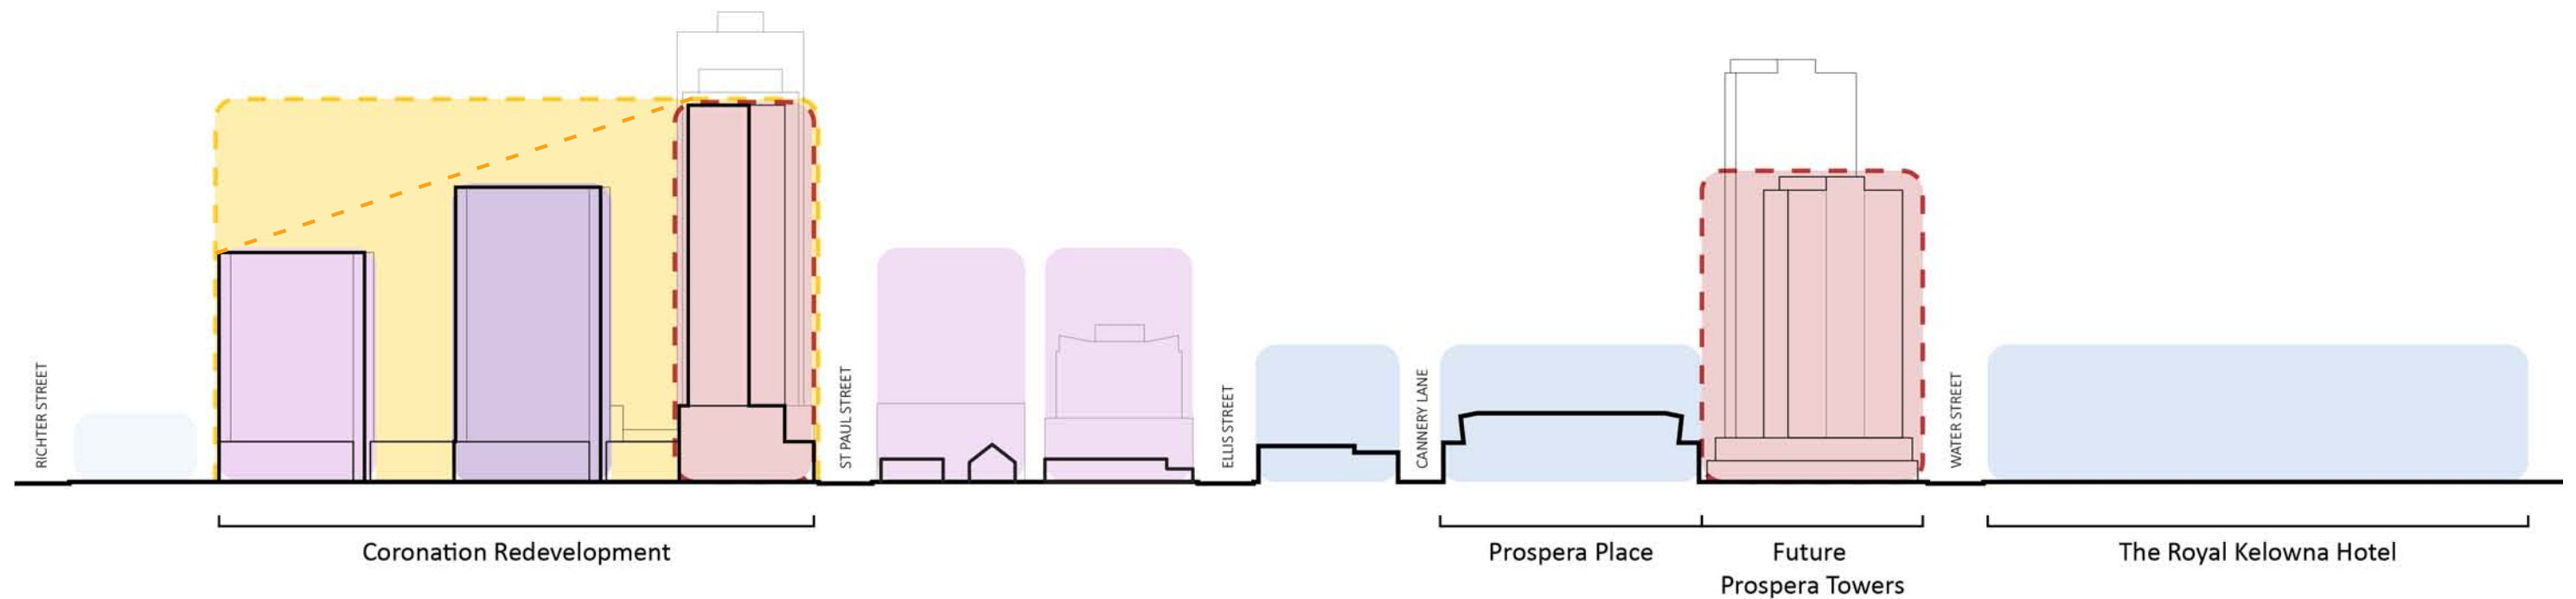 RICHTER STREET
ST PAUL STREET
ELLIS STREET
CANNERY LANE
WATER STREET
Coronation Redevelopment
Prospera Place
Future
Prospera Towers
The Royal Kelowna Hotel